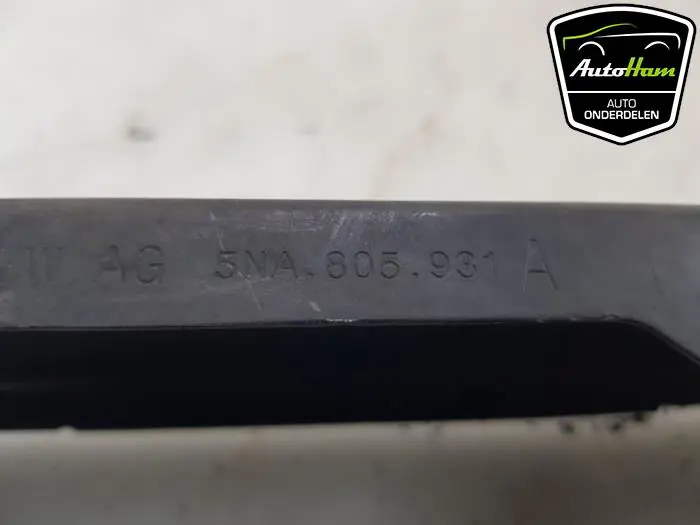 AutoHam
AUTO
ONDERDELEN
AG 5NA.805.931 A